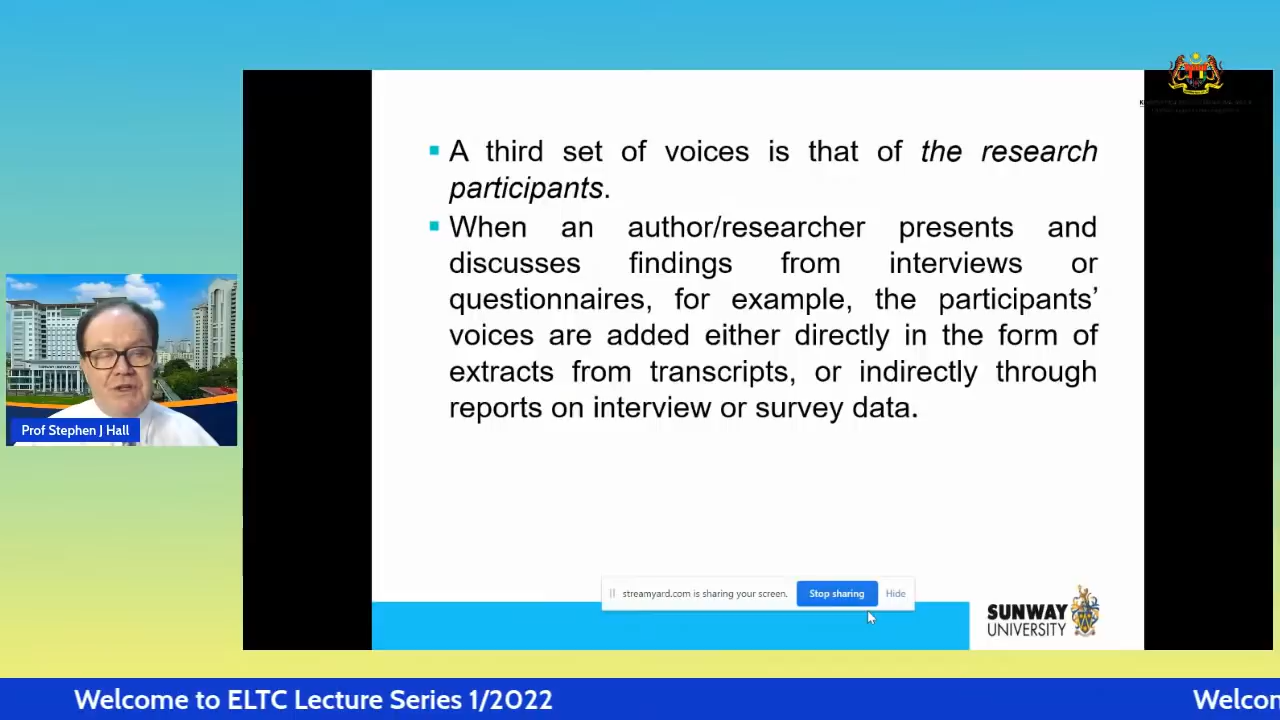 A third set of voices is that of the research
participants.
When an author/researcher presents and
discusses findings from interviews or
questionnaires, for example, the participants’
voices are added either directly in the form of
extracts from transcripts, or indirectly through
reports on interview or survey data.
SUNWAY UNIVERSITY
Prof Stephen J Hall
streamyard.com is sharing your screen.
Stop sharing
Hide
SUNWAY
UNIVERSITY
Welcome to ELTC Lecture Series 1/2022
Welcon